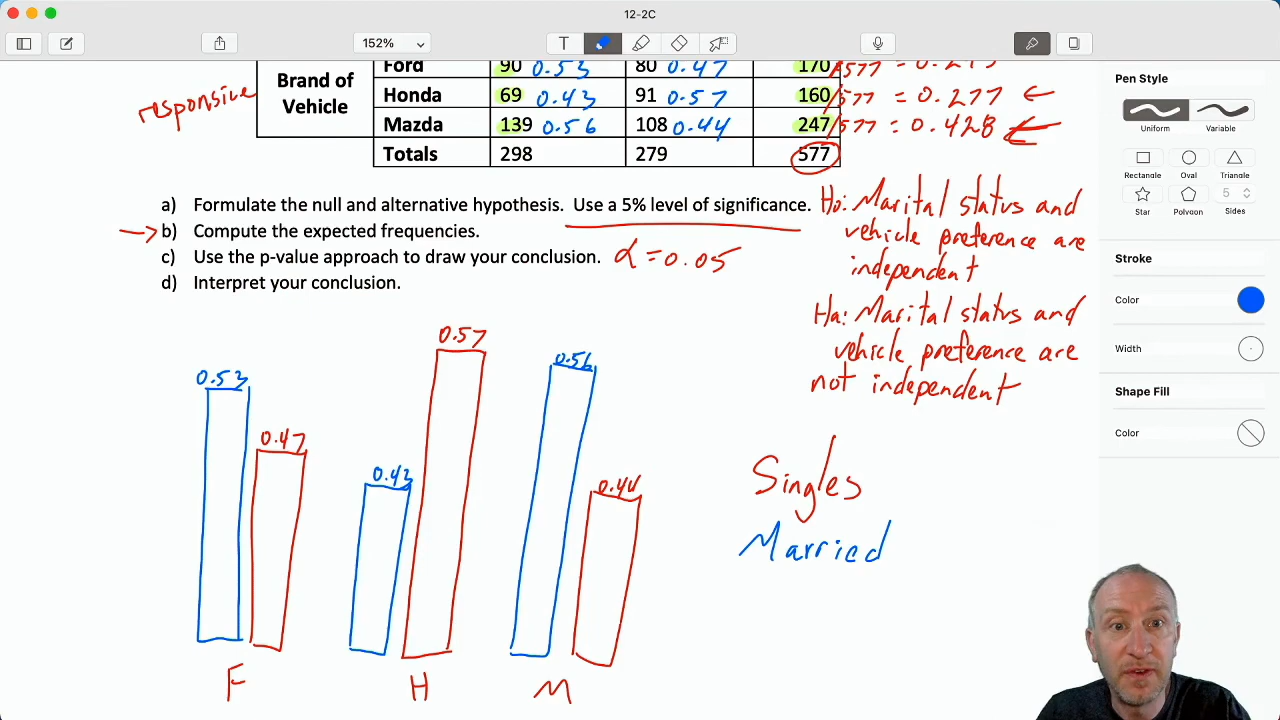 12-2C
152%
T
Pen Style
Uniform
Variable
Rectangle
Oval
Triangle
Star
Polygon
5
Sides
Stroke
Color
Width
Shape Fill
Color
responsive
Brand of
Vehicle
Ford 90 0.53 80 0.47 170 /577
Honda 69 0.43 91 0.57 160 /577 = 0.277
Mazda 139 0.56 108 0.44 247 /577 = 0.428
Totals 298 279 577
a) Formulate the null and alternative hypothesis. Use a 5% level of significance.
b) Compute the expected frequencies.
c) Use the p-value approach to draw your conclusion. α = 0.05
d) Interpret your conclusion.
Ho: Marital status and
vehicle preference are
independent
Ha: Marital status and
vehicle preference are
not independent
0.53
0.47
0.43
0.57
0.56
0.44
F H M
Singles
Married